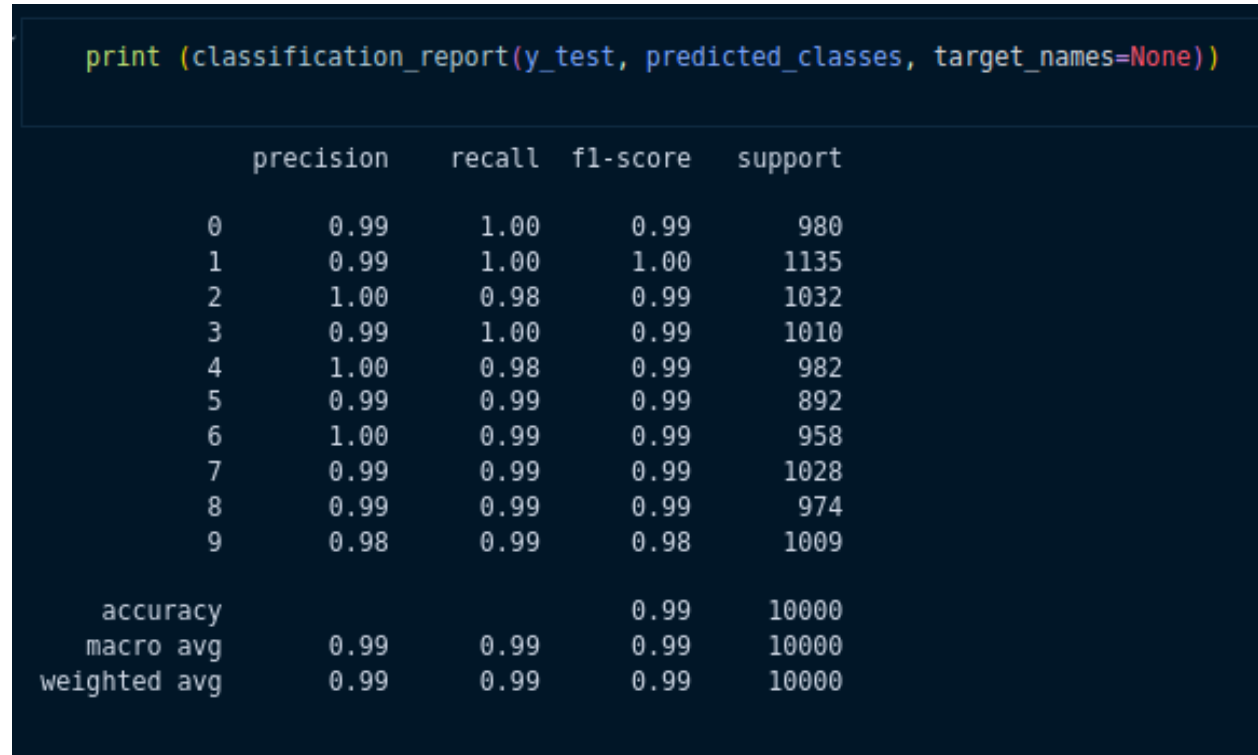 print (classification_report(y_test, predicted_classes, target_names=None))
precision recall f1-score support
0 0.99 1.00 0.99 980
1 0.99 1.00 1.00 1135
2 1.00 0.98 0.99 1032
3 0.99 1.00 0.99 1010
4 1.00 0.98 0.99 982
5 0.99 0.99 0.99 892
6 1.00 0.99 0.99 958
7 0.99 0.99 0.99 1028
8 0.99 0.99 0.99 974
9 0.98 0.99 0.98 1009
accuracy 0.99 10000
macro avg 0.99 0.99 0.99 10000
weighted avg 0.99 0.99 0.99 10000